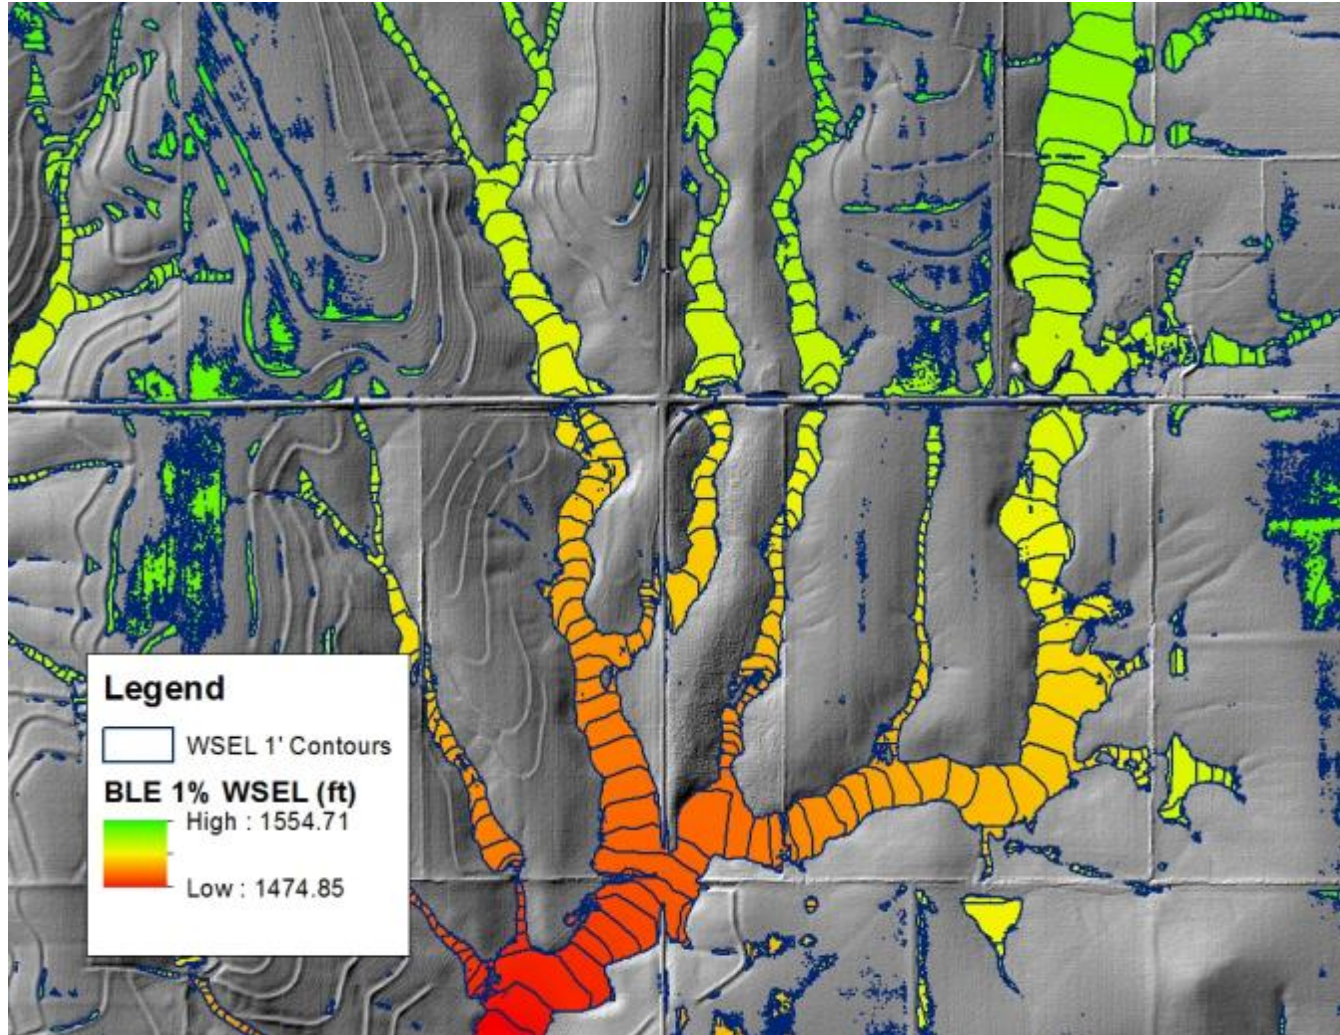 Legend
WSEL 1' Contours
BLE 1% WSEL (ft)
High : 1554.71
Low : 1474.85